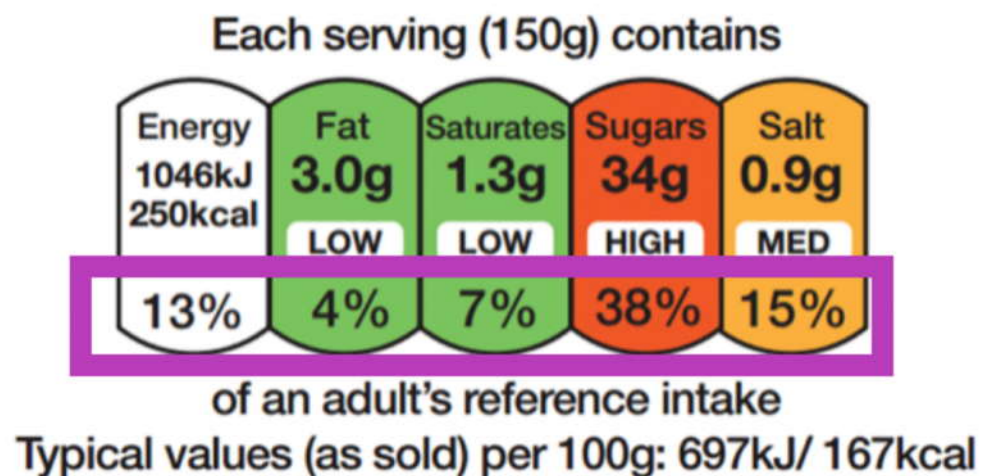 Each serving (150g) contains
Energy Fat Saturates Sugars Salt
1046kJ 3.0g 1.3g 34g 0.9g
250kcal
LOW LOW HIGH MED
13% 4% 7% 38% 15%
of an adult's reference intake
Typical values (as sold) per 100g: 697kJ/ 167kcal